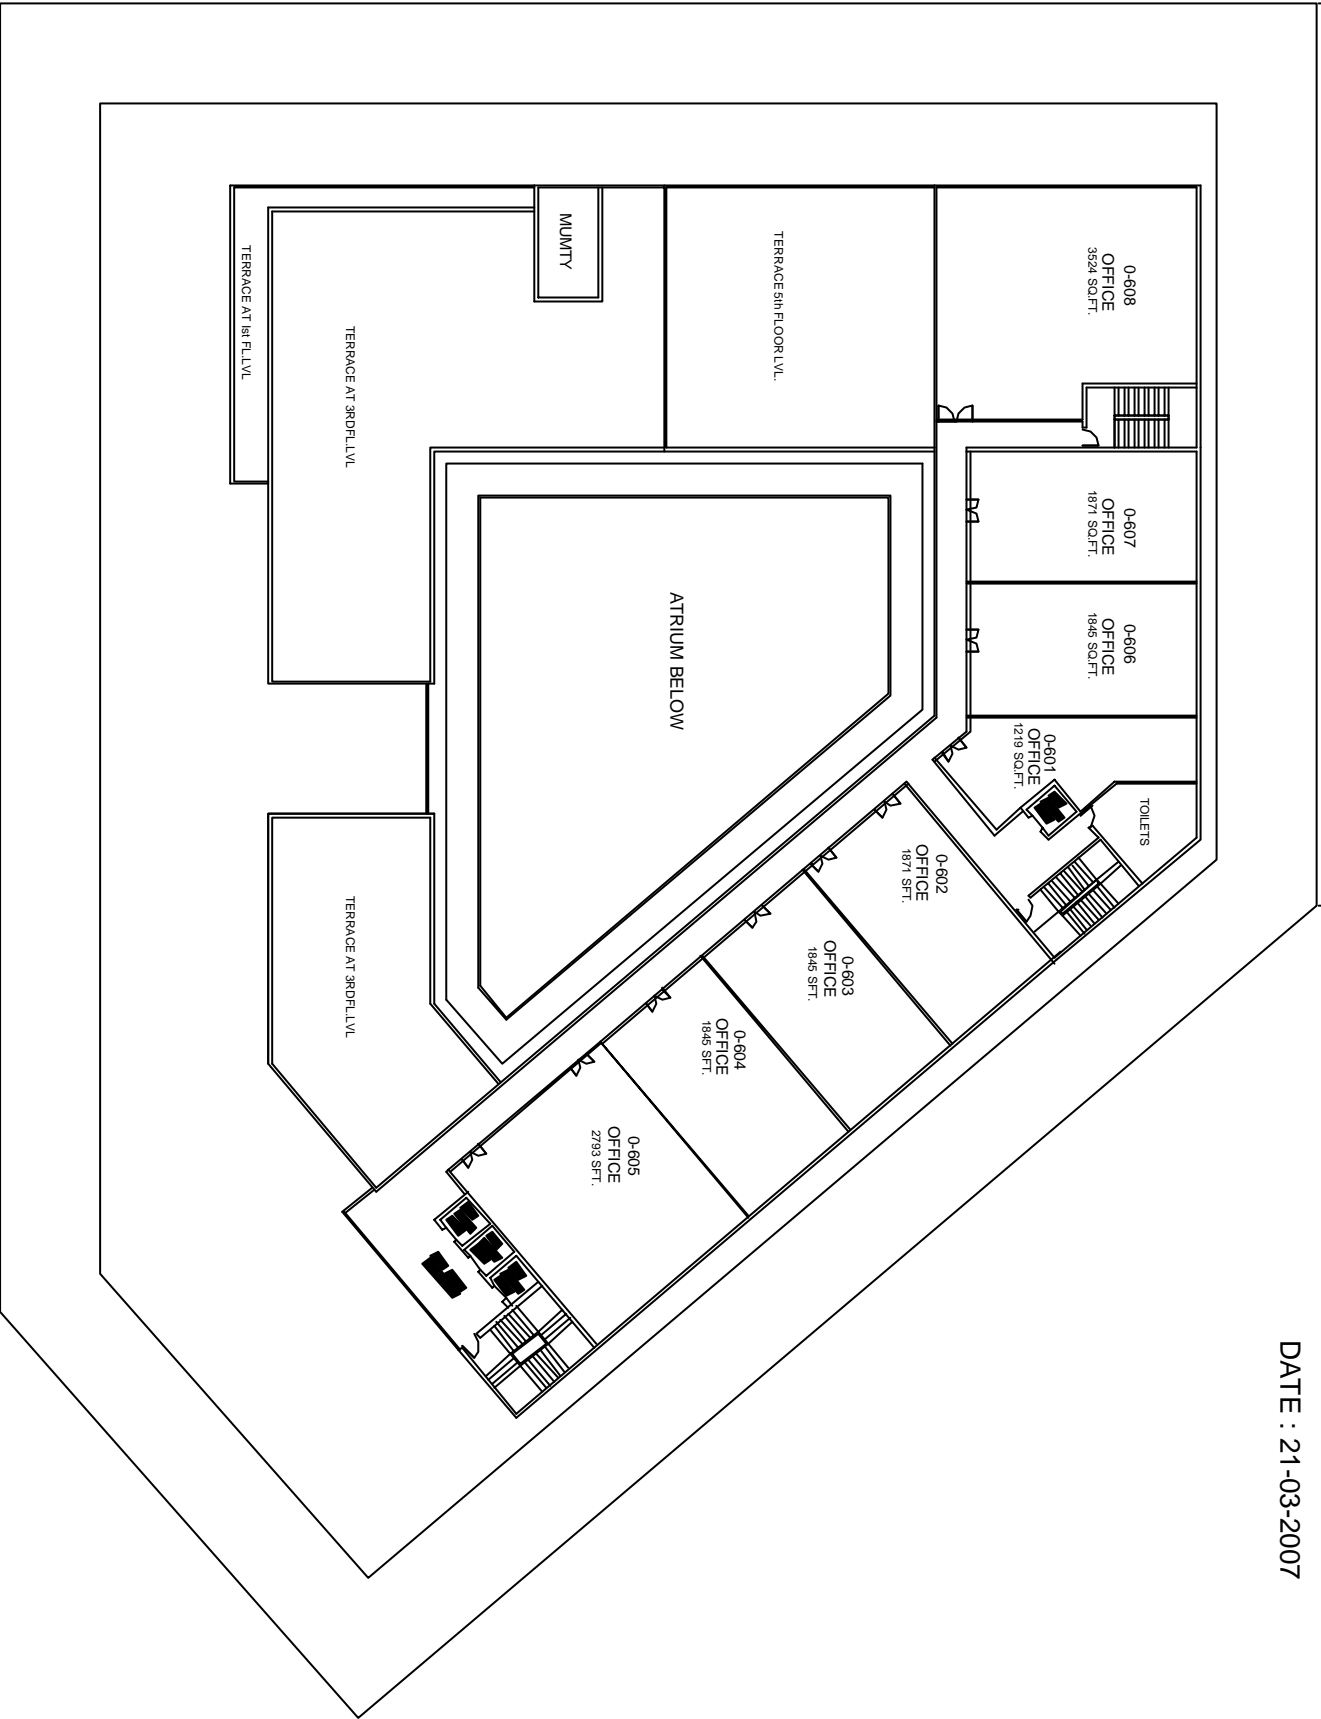 0-608
OFFICE
3524 SQ.FT.
0-607
OFFICE
1871 SQ.FT.
0-606
OFFICE
1845 SQ.FT.
0-601
OFFICE
1219 SQ.FT.
TOILETS
0-602
OFFICE
1871 SFT.
0-603
OFFICE
1845 SFT.
0-604
OFFICE
1845 SFT.
0-605
OFFICE
2793 SFT.
TERRACE 5th FLOOR LVL.
MUMTY
ATRIUM BELOW
TERRACE AT 3RDFL.LVL
TERRACE AT 3RDFL.LVL
TERRACE AT Ist FL.LVL
DATE : 21-03-2007